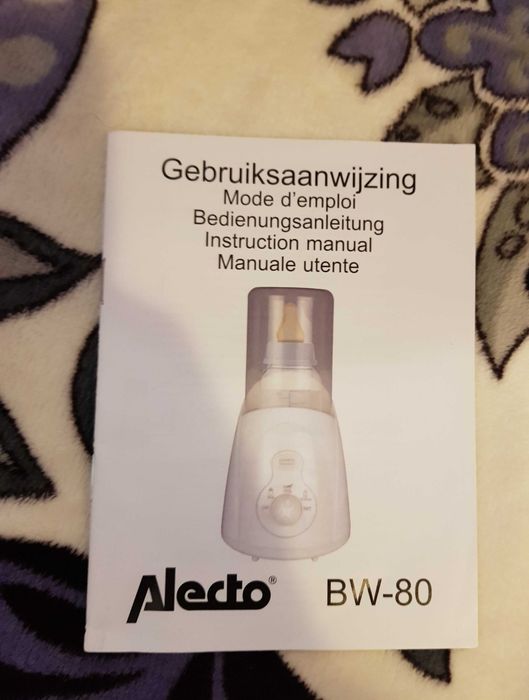 Gebruiksaanwijzing
Mode d'emploi
Bedienungsanleitung
Instruction manual
Manuale utente
Alecto® BW-80